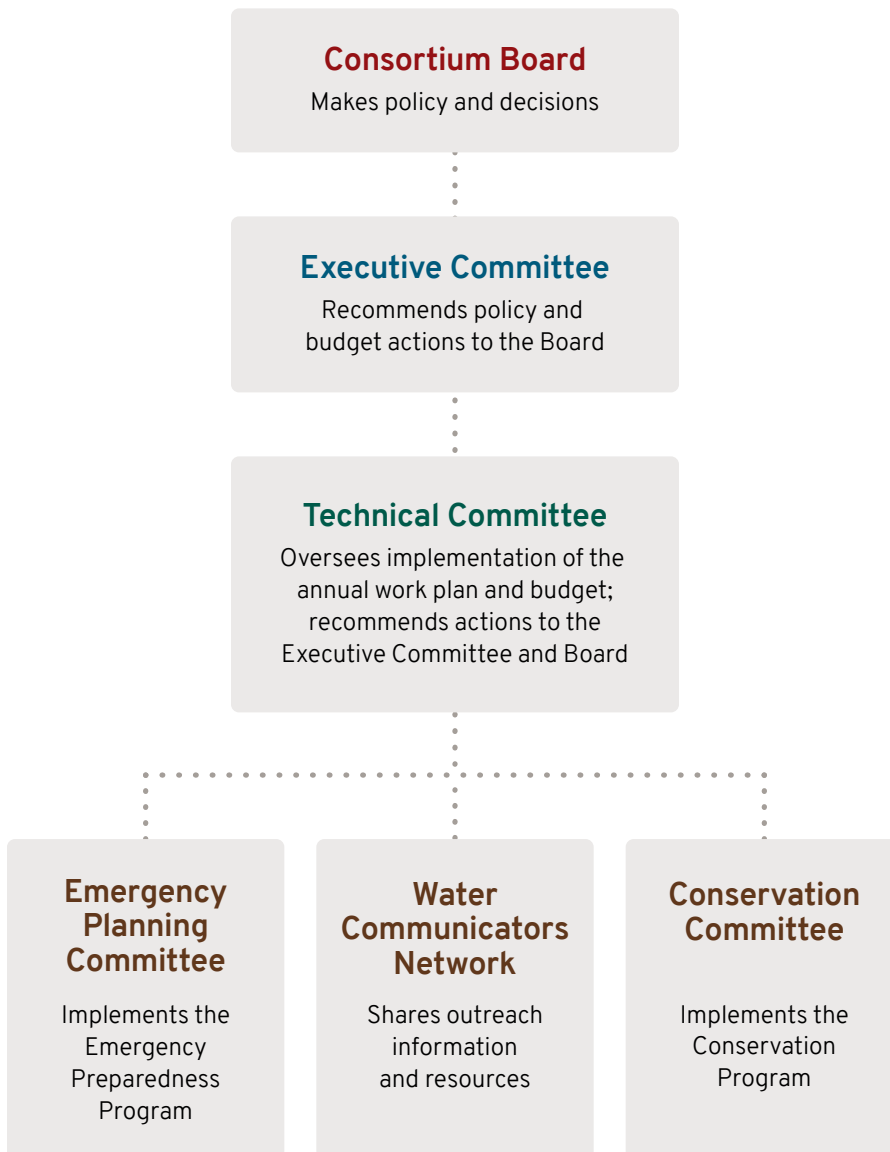 Consortium Board
Makes policy and decisions
Executive Committee
Recommends policy and
budget actions to the Board
Technical Committee
Oversees implementation of the
annual work plan and budget;
recommends actions to the
Executive Committee and Board
Emergency
Planning
Committee
Implements the
Emergency
Preparedness
Program
Water
Communicators
Network
Shares outreach
information
and resources
Conservation
Committee
Implements the
Conservation
Program